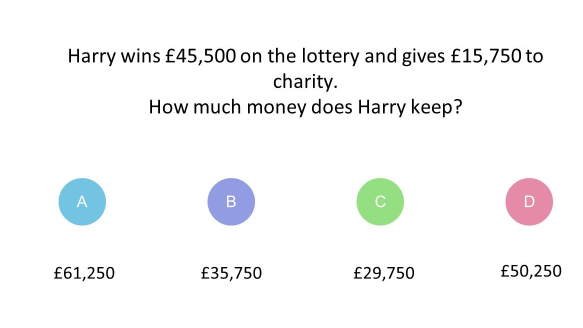 Harry wins £45,500 on the lottery and gives £15,750 to
charity.
How much money does Harry keep?
A B C D
£61,250 £35,750 £29,750 £50,250